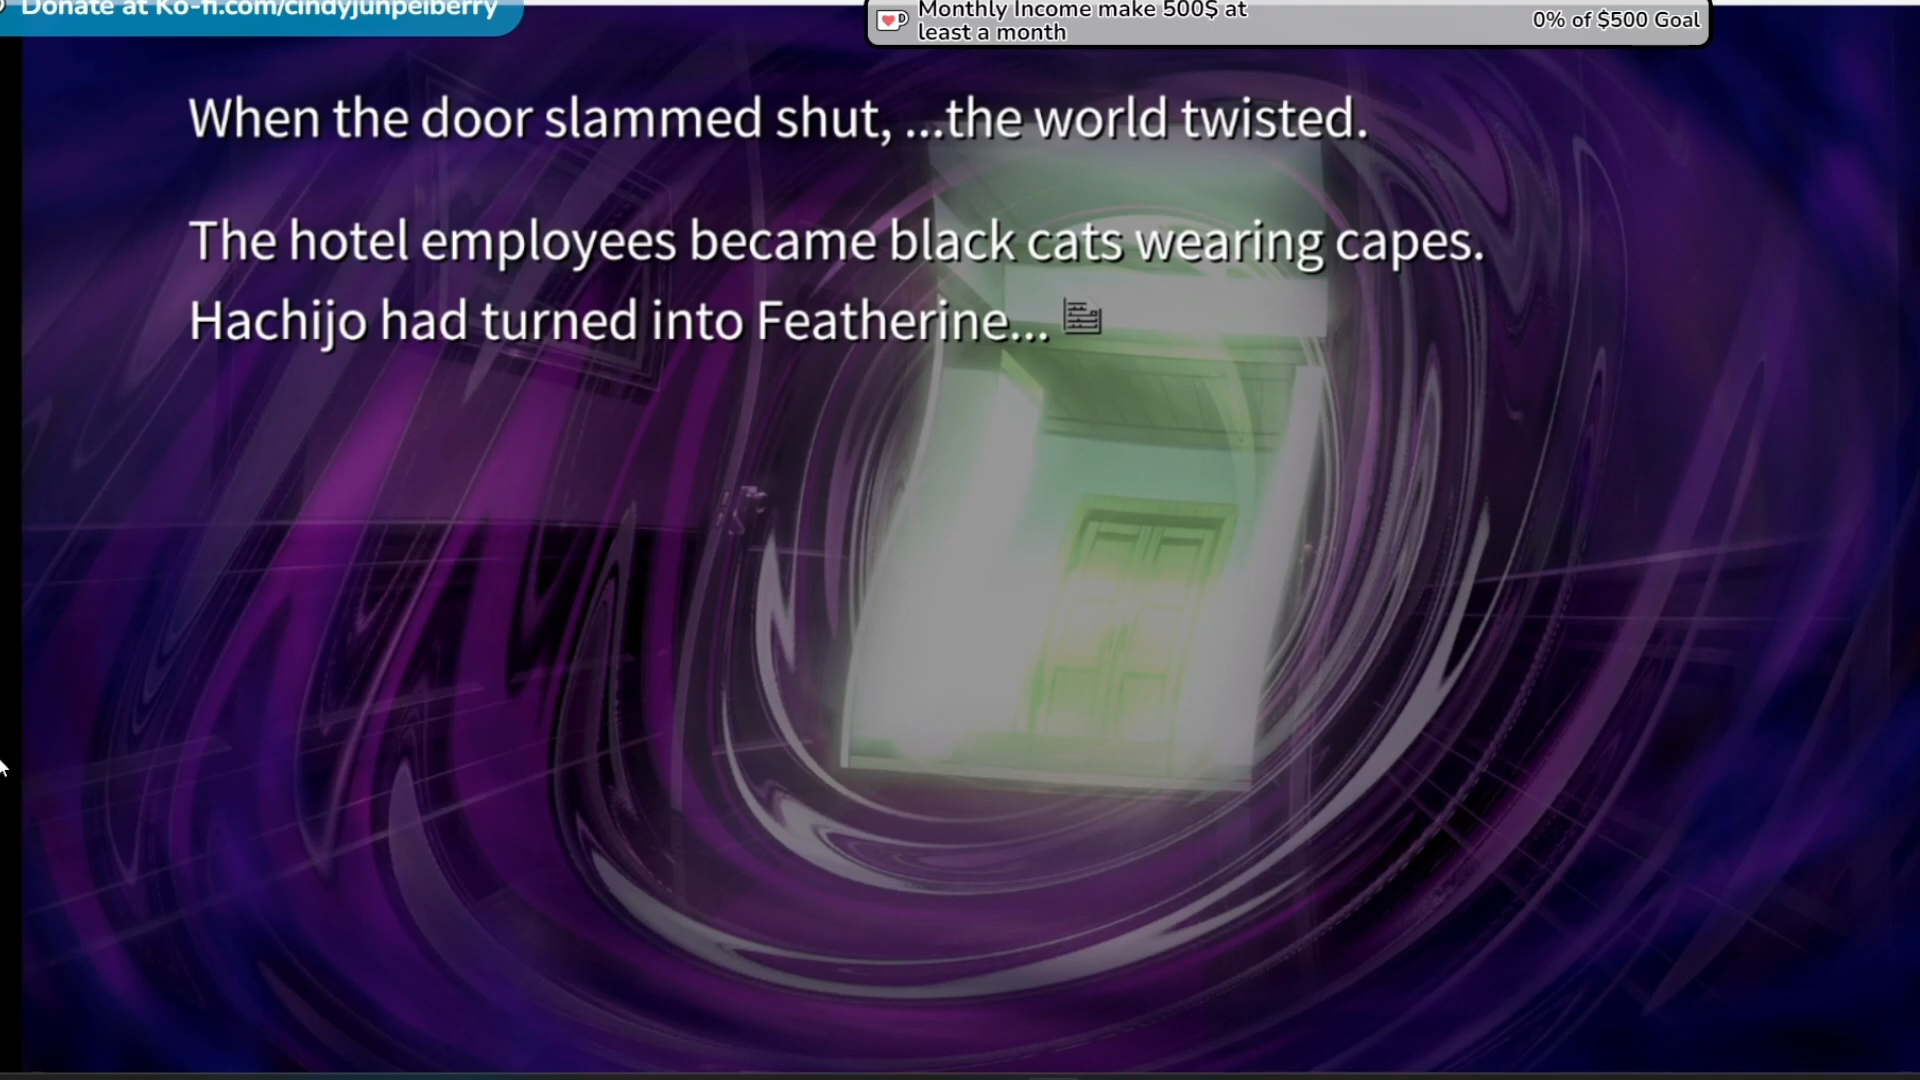 Donate at Ko-fi.com/cindyjunpeiberry
Monthly Income make 500$ at
least a month
0% of $500 Goal
When the door slammed shut, ...the world twisted.
The hotel employees became black cats wearing capes.
Hachijo had turned into Featherine...